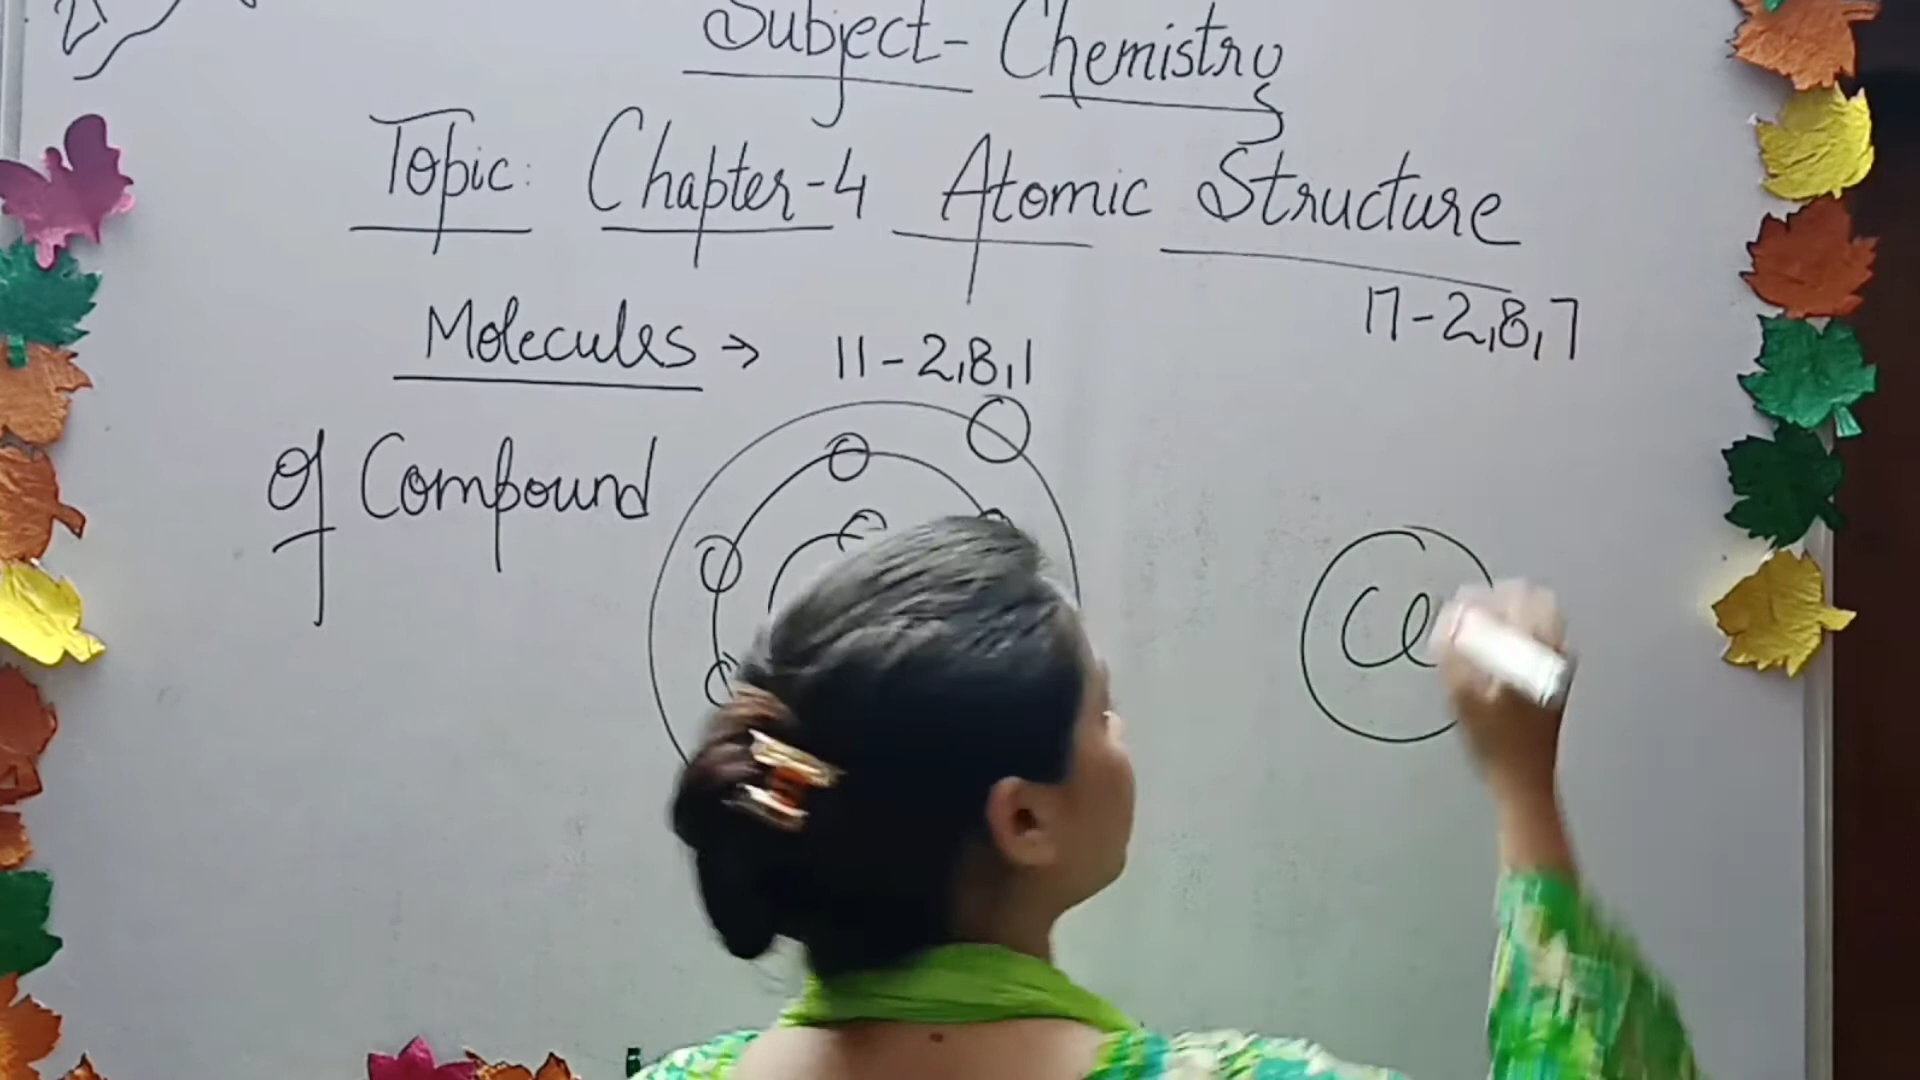 Subject- Chemistry
Topic: Chapter-4 Atomic Structure
Molecules → 11-2,8,1
17-2,8,7
Of Compound
Cl